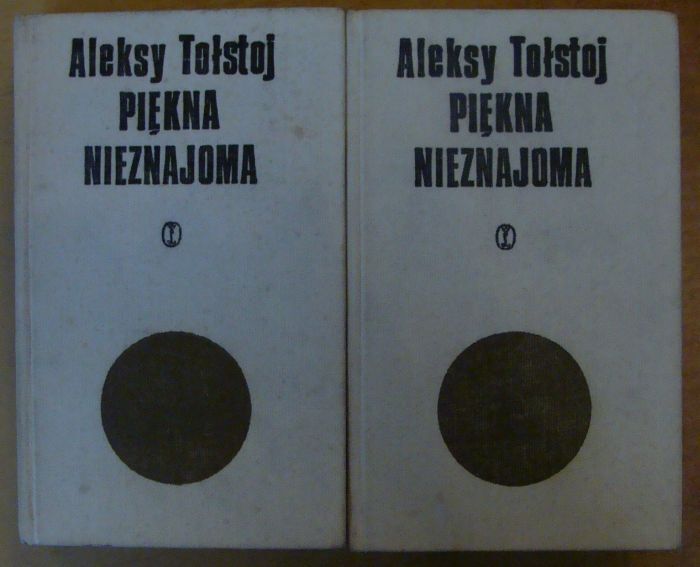 Aleksy Tołstoj
PIĘKNA
NIEZNAJOMA
Aleksy Tołstoj
PIĘKNA
NIEZNAJOMA